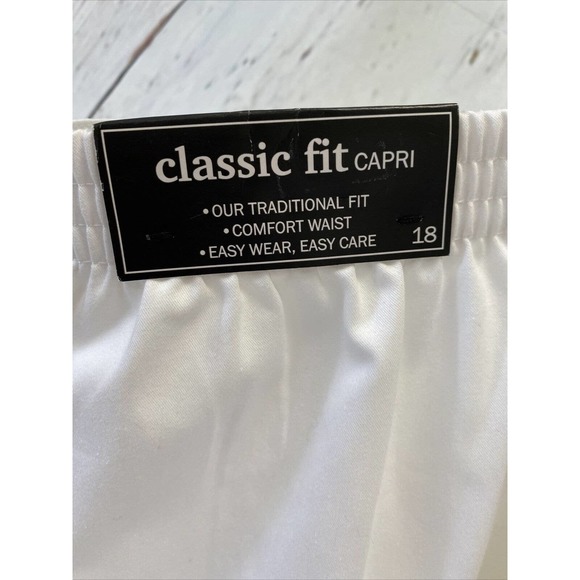 classic fit CAPRI
•OUR TRADITIONAL FIT
•COMFORT WAIST
•EASY WEAR, EASY CARE 18